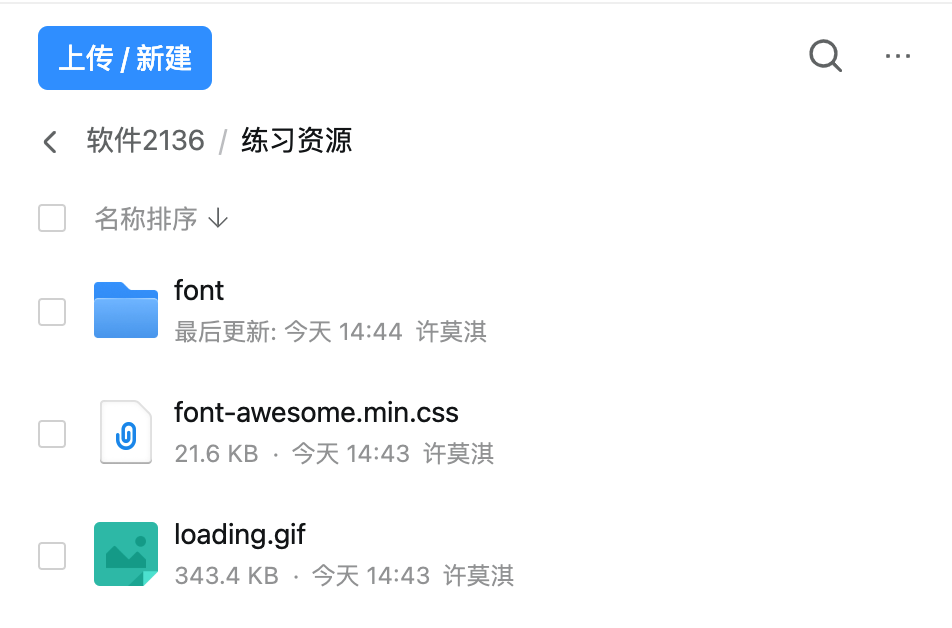 上传 / 新建
软件2136 / 练习资源
名称排序
font
最后更新: 今天 14:44 许莫淇
font-awesome.min.css
21.6 KB · 今天 14:43 许莫淇
loading.gif
343.4 KB · 今天 14:43 许莫淇